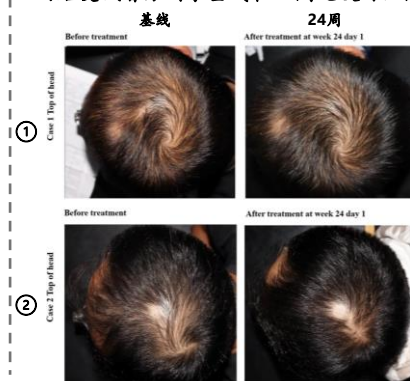 基线 24周
Before treatment After treatment at week 24 day 1
① Case 1 Top of head
Before treatment After treatment at week 24 day 1
② Case 2 Top of head